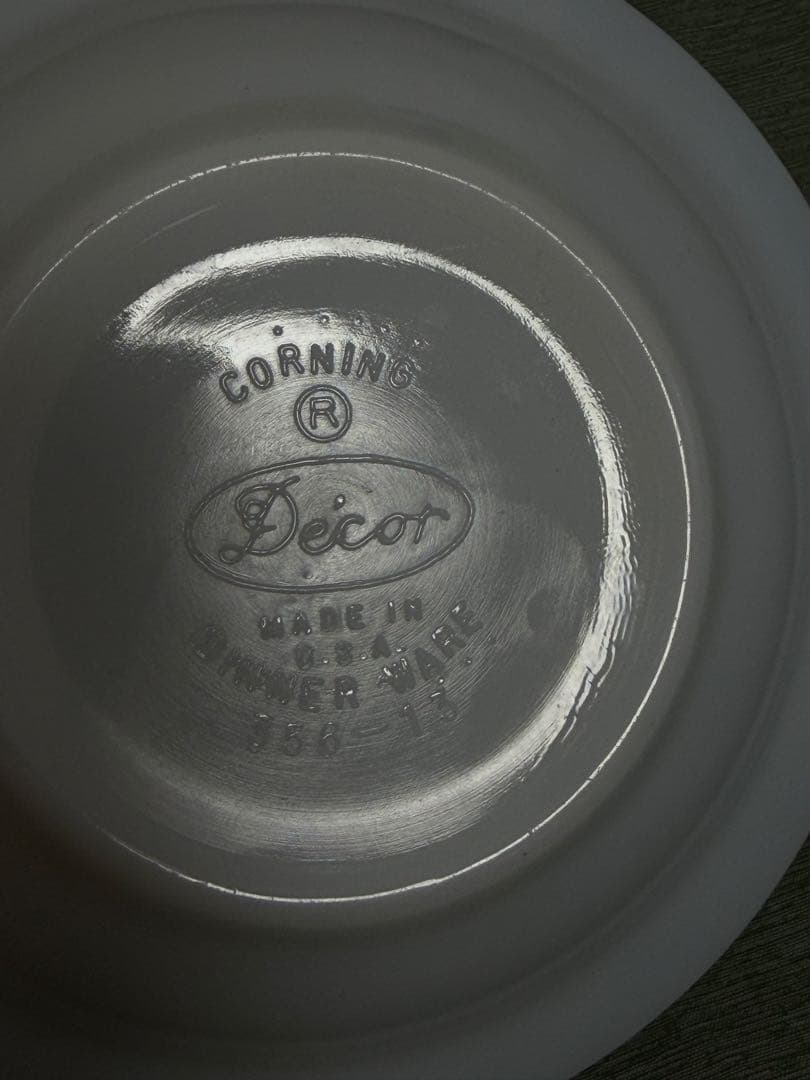 CORNING
®
Décor
MADE IN
U.S.A.
DINNER WARE